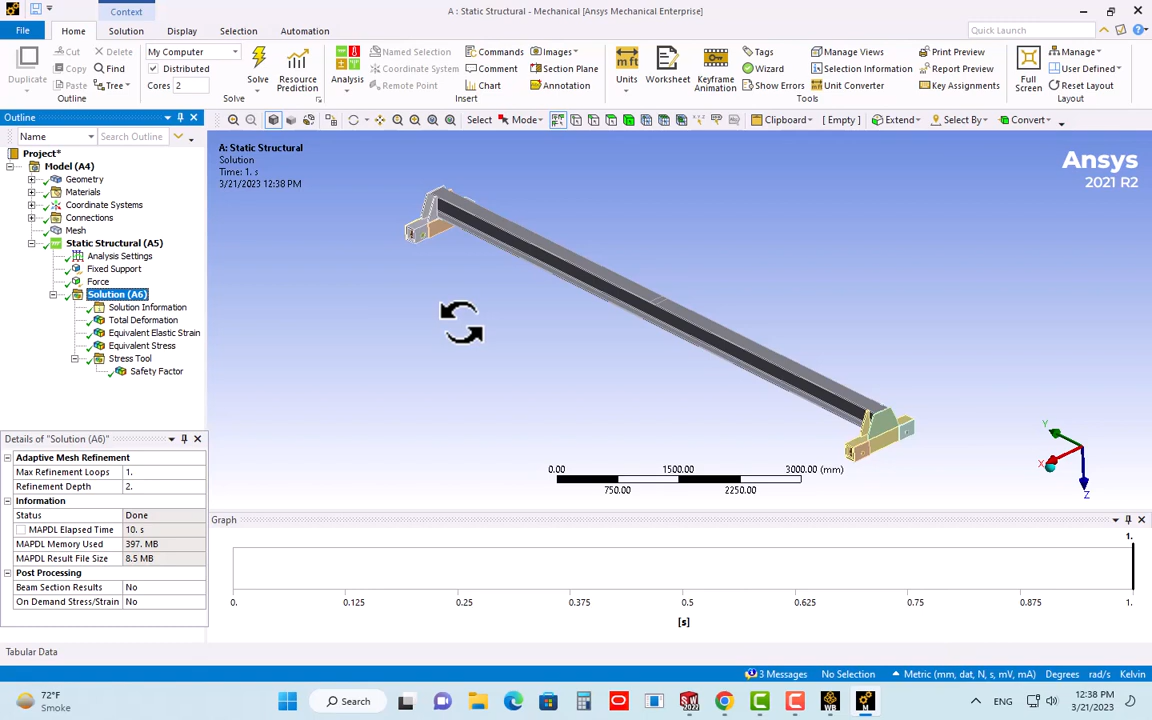 Context
A : Static Structural - Mechanical [Ansys Mechanical Enterprise]
File Home Solution Display Selection Automation
Quick Launch
Duplicate
Cut
Copy
Paste
Delete
Find
Tree
Outline
My Computer
Distributed
Cores 2
Solve
Resource Prediction
Solve
Analysis
Named Selection
Coordinate System
Remote Point
Commands
Comment
Chart
Images
Section Plane
Annotation
Insert
Units
Worksheet
Keyframe Animation
Tags
Wizard
Show Errors
Manage Views
Selection Information
Unit Converter
Print Preview
Report Preview
Key Assignments
Tools
Full Screen
Manage
User Defined
Reset Layout
Layout
Outline
Name
Search Outline
Select Mode Clipboard [ Empty ] Extend Select By Convert
Project*
Model (A4)
Geometry
Materials
Coordinate Systems
Connections
Mesh
Static Structural (A5)
Analysis Settings
Fixed Support
Force
Solution (A6)
Solution Information
Total Deformation
Equivalent Elastic Strain
Equivalent Stress
Stress Tool
Safety Factor
A: Static Structural
Solution
Time: 1. s
3/21/2023 12:38 PM
Ansys
2021 R2
0.00 1500.00 3000.00 (mm)
750.00 2250.00
Y
X
Z
Details of "Solution (A6)"
Adaptive Mesh Refinement
Max Refinement Loops 1.
Refinement Depth 2.
Information
Status Done
MAPDL Elapsed Time 10. s
MAPDL Memory Used 397. MB
MAPDL Result File Size 8.5 MB
Post Processing
Beam Section Results No
On Demand Stress/Strain No
Graph
1.
0. 0.125 0.25 0.375 0.5 0.625 0.75 0.875 1.
[s]
Tabular Data
3 Messages No Selection Metric (mm, dat, N, s, mV, mA) Degrees rad/s Kelvin
72°F
Smoke
Search
ENG
12:38 PM
3/21/2023